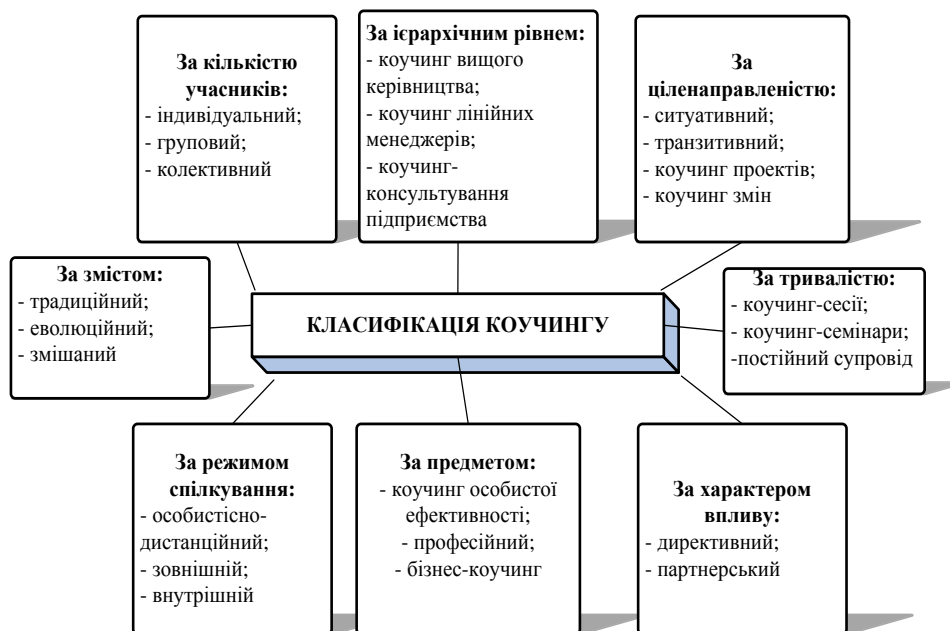 За кількістю
учасників:
- індивідуальний;
- груповий;
- колективний
За ієрархічним рівнем:
- коучинг вищого
керівництва;
- коучинг лінійних
менеджерів;
- коучинг-
консультування
підприємства
За
ціленаправленістю:
- ситуативний;
- транзитивний;
- коучинг проектів;
- коучинг змін
За змістом:
- традиційний;
- еволюційний;
- змішаний
КЛАСИФІКАЦІЯ КОУЧИНГУ
За тривалістю:
- коучинг-сесії;
- коучинг-семінари;
-постійний супровід
За режимом
спілкування:
- особистісно-
дистанційний;
- зовнішній;
- внутрішній
За предметом:
- коучинг особистої
ефективності;
- професійний;
- бізнес-коучинг
За характером
впливу:
- директивний;
- партнерський